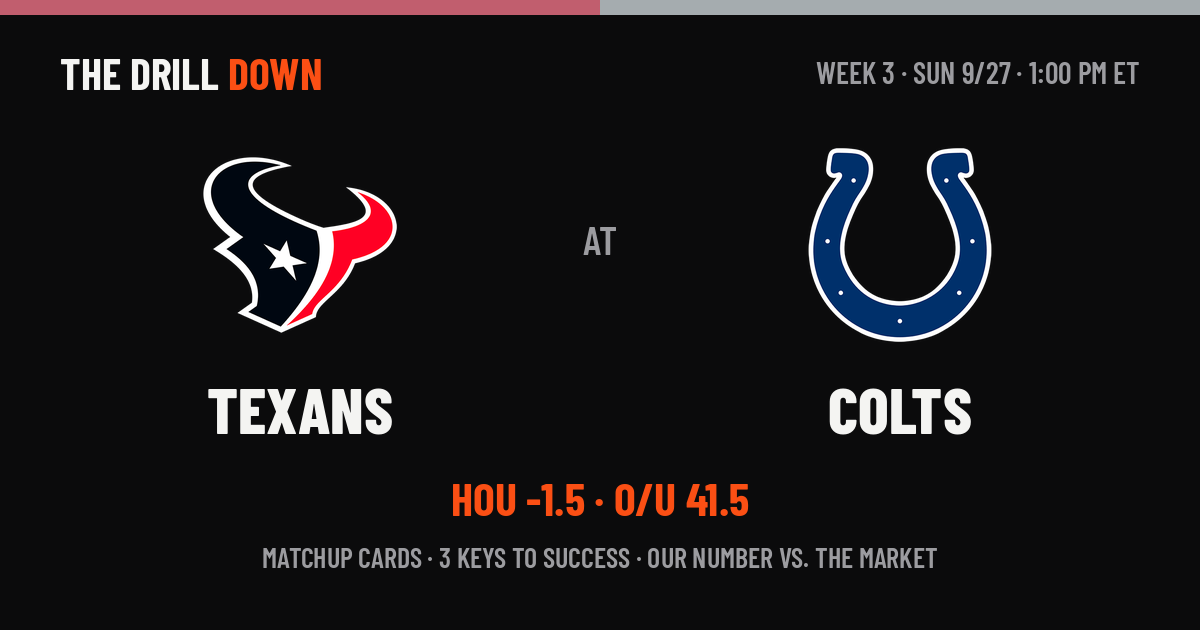 THE DRILL DOWN
WEEK 3 · SUN 9/27 · 1:00 PM ET
AT
TEXANS
COLTS
HOU -1.5 · O/U 41.5
MATCHUP CARDS · 3 KEYS TO SUCCESS · OUR NUMBER VS. THE MARKET